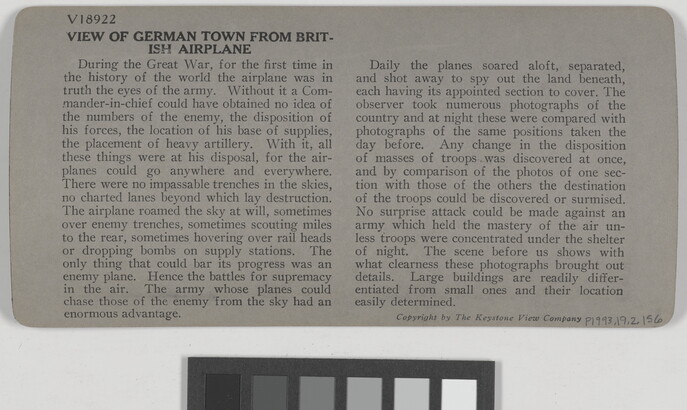 V18922
VIEW OF GERMAN TOWN FROM BRIT-
ISH AIRPLANE
During the Great War, for the first time in
the history of the world the airplane was in
truth the eyes of the army. Without it a Com-
mander-in-chief could have obtained no idea of
the numbers of the enemy, the disposition of
his forces, the location of his base of supplies,
the placement of heavy artillery. With it, all
these things were at his disposal, for the air-
planes could go anywhere and everywhere.
There were no impassable trenches in the skies,
no charted lanes beyond which lay destruction.
The airplane roamed the sky at will, sometimes
over enemy trenches, sometimes scouting miles
to the rear, sometimes hovering over rail heads
or dropping bombs on supply stations. The
only thing that could bar its progress was an
enemy plane. Hence the battles for supremacy
in the air. The army whose planes could
chase those of the enemy from the sky had an
enormous advantage.
Daily the planes soared aloft, separated,
and shot away to spy out the land beneath,
each having its appointed section to cover. The
observer took numerous photographs of the
country and at night these were compared with
photographs of the same positions taken the
day before. Any change in the disposition
of masses of troops was discovered at once,
and by comparison of the photos of one sec-
tion with those of the others the destination
of the troops could be discovered or surmised.
No surprise attack could be made against an
army which held the mastery of the air un-
less troops were concentrated under the shelter
of night. The scene before us shows with
what clearness these photographs brought out
details. Large buildings are readily differ-
entiated from small ones and their location
easily determined.
Copyright by The Keystone View Company P1993.19.2.156